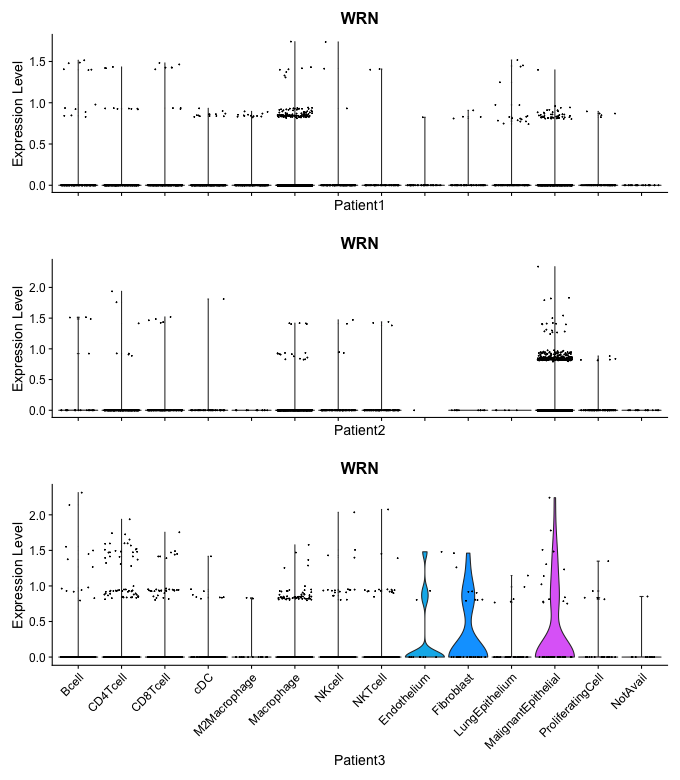 WRN
Expression Level
1.5
1.0
0.5
0.0
Patient1
WRN
Expression Level
2.0
1.5
1.0
0.5
0.0
Patient2
WRN
Expression Level
2.0
1.5
1.0
0.5
0.0
Bcell
CD4Tcell
CD8Tcell
cDC
M2Macrophage
Macrophage
NKcell
NKTcell
Endothelium
Fibroblast
LungEpithelium
MalignantEpithelial
ProliferatingCell
NotAvail
Patient3